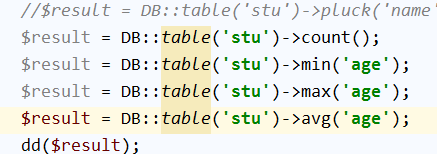 //$result = DB::table('stu')->pluck('name'
$result = DB::table('stu')->count();
$result = DB::table('stu')->min('age');
$result = DB::table('stu')->max('age');
$result = DB::table('stu')->avg('age');
dd($result);